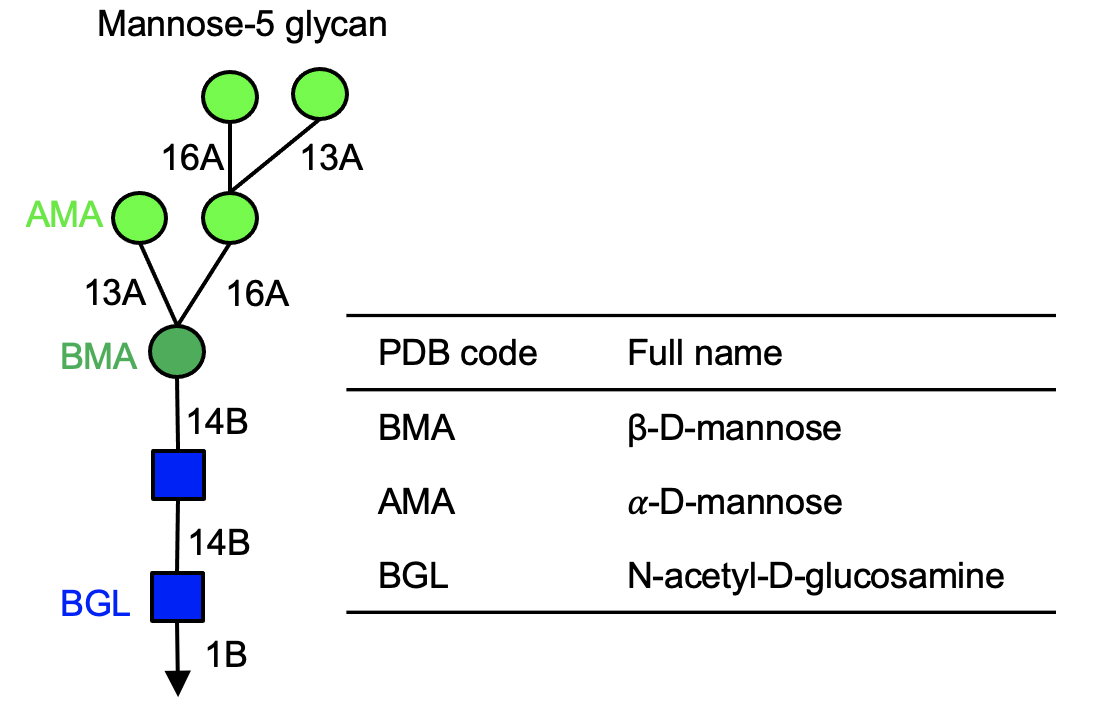 Mannose-5 glycan
16A 13A
AMA
13A 16A
BMA
14B
14B
BGL
1B
PDB code Full name
BMA β-D-mannose
AMA α-D-mannose
BGL N-acetyl-D-glucosamine